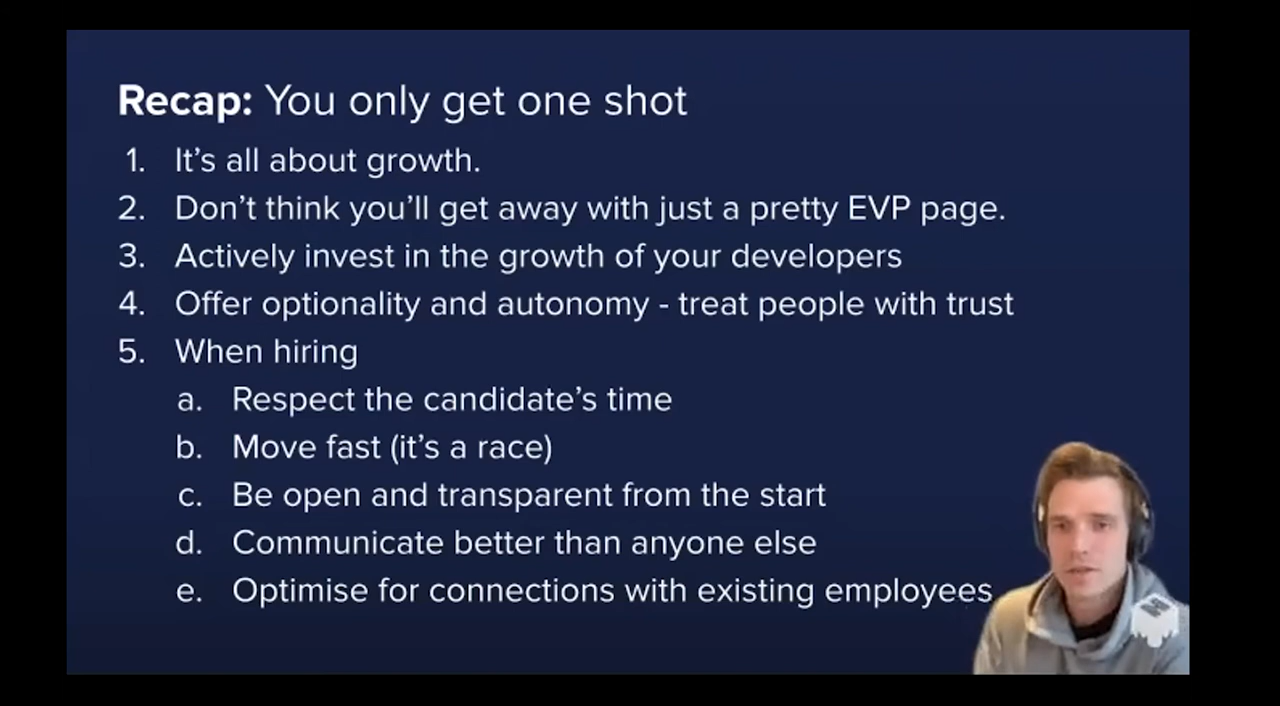 Recap: You only get one shot
1. It's all about growth.
2. Don't think you'll get away with just a pretty EVP page.
3. Actively invest in the growth of your developers
4. Offer optionality and autonomy - treat people with trust
5. When hiring
a. Respect the candidate's time
b. Move fast (it's a race)
c. Be open and transparent from the start
d. Communicate better than anyone else
e. Optimise for connections with existing employees